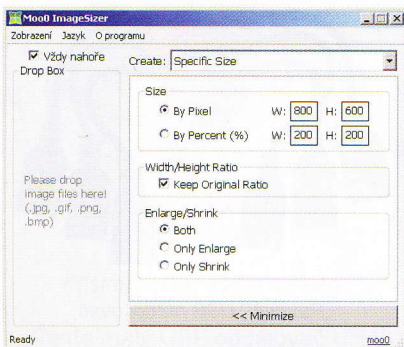 Moo0 ImageSizer
Zobrazení Jazyk O programu
Vždy nahoře
Drop Box
Please drop
image files here!
(.jpg, .gif, .png,
.bmp)
Create: Specific Size
Size
By Pixel W: 800 H: 600
By Percent (%) W: 200 H: 200
Width/Height Ratio
Keep Original Ratio
Enlarge/Shrink
Both
Only Enlarge
Only Shrink
<< Minimize
Ready moo0